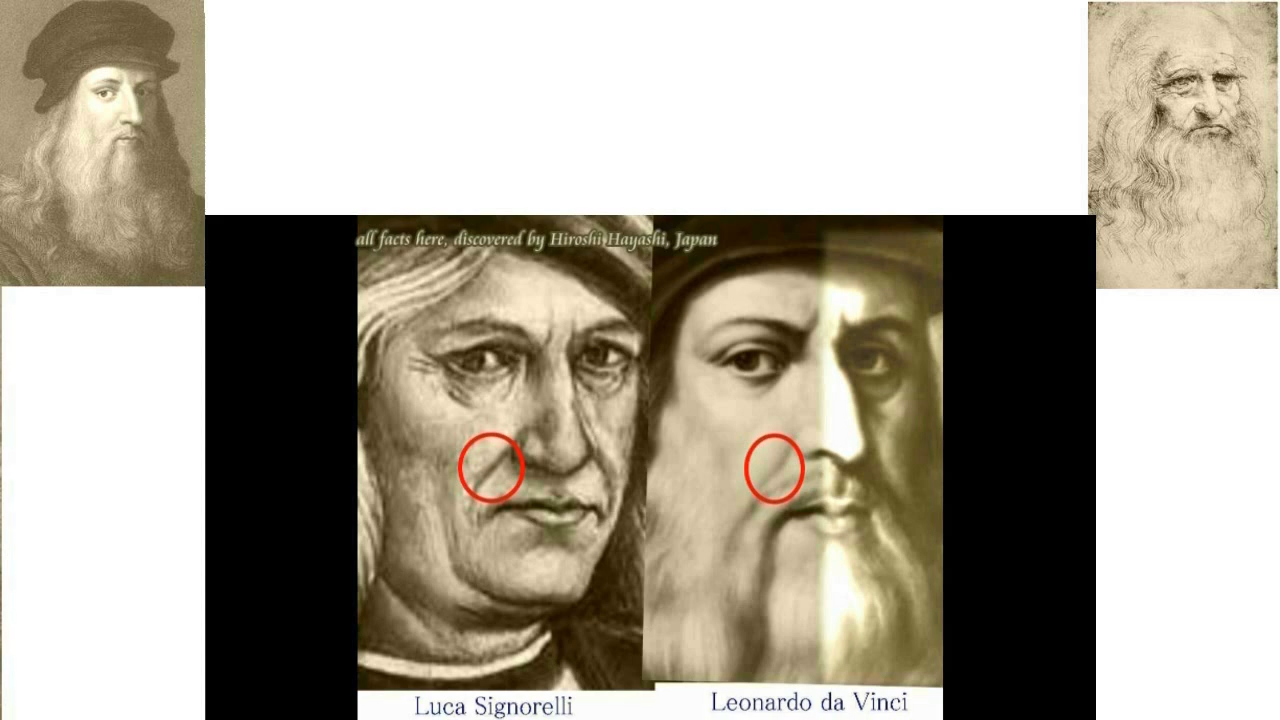 all facts here, discovered by Hiroshi Hayashi, Japan
Luca Signorelli
Leonardo da Vinci